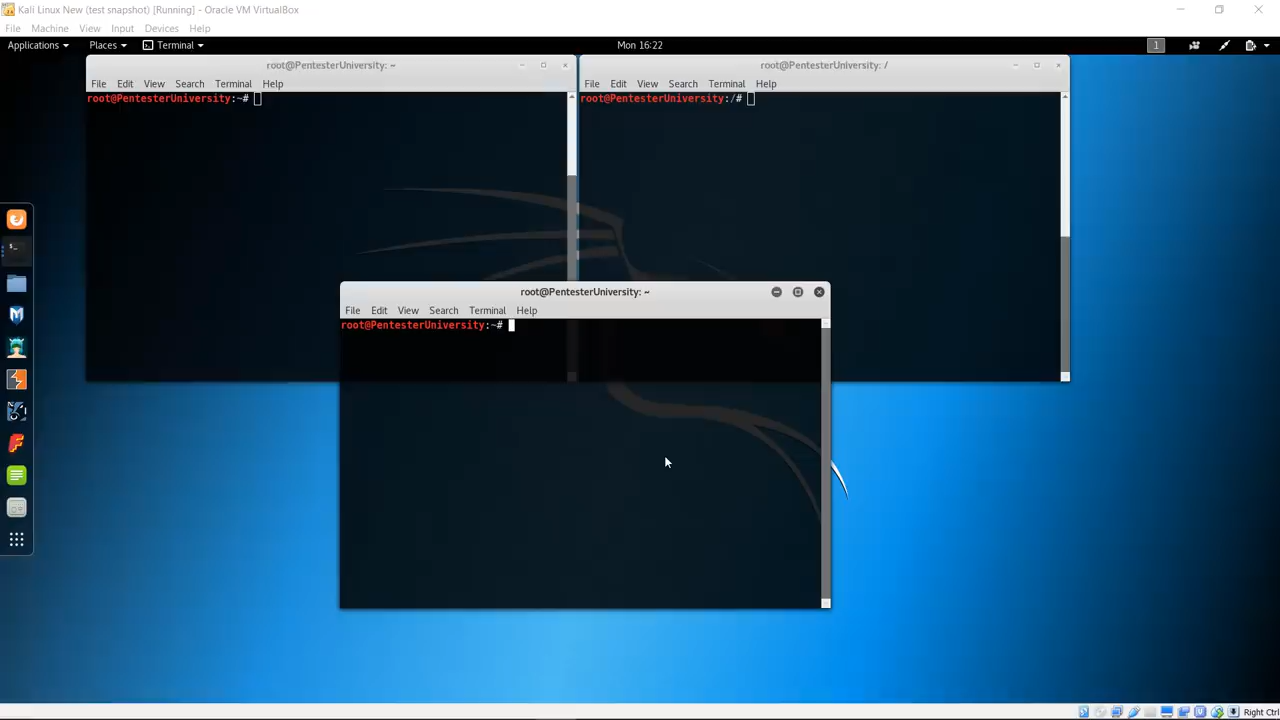 Kali Linux New (test snapshot) [Running] - Oracle VM VirtualBox
File Machine View Input Devices Help
Applications Places Terminal Mon 16:22 1
root@PentesterUniversity: ~
File Edit View Search Terminal Help
root@PentesterUniversity:~#
root@PentesterUniversity: /
File Edit View Search Terminal Help
root@PentesterUniversity:/#
root@PentesterUniversity: ~
File Edit View Search Terminal Help
root@PentesterUniversity:~#
Right Ctrl